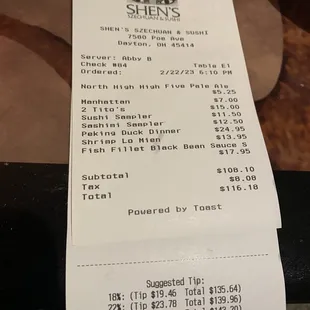 SHEN'S
SZECHUAN & SUSHI
SHEN'S SZECHUAN & SUSHI
7580 Poe Ave
Dayton, OH 45414
Server: Abby B
Check #84 Table E1
Ordered: 2/22/23 6:10 PM
North High High Five Pale Ale
$5.25
Manhattan $7.00
2 Tito's $15.00
Sushi Sampler $11.50
Sashimi Sampler $12.50
Peking Duck Dinner $24.95
Shrimp Lo Mien $13.95
Fish Fillet Black Bean Sauce S
$17.95
Subtotal $108.10
Tax $8.08
Total $116.18
Powered by Toast
Suggested Tip:
18%: (Tip $19.46 Total $135.64)
22%: (Tip $23.78 Total $139.96)